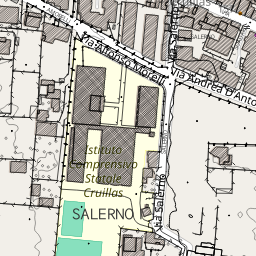 Via Alfonso Morelli
Via Andrea D'Anto
SALERNO
Istituto
Comprensivo
Statale
Cruillas
SALERNO
Via Salerno